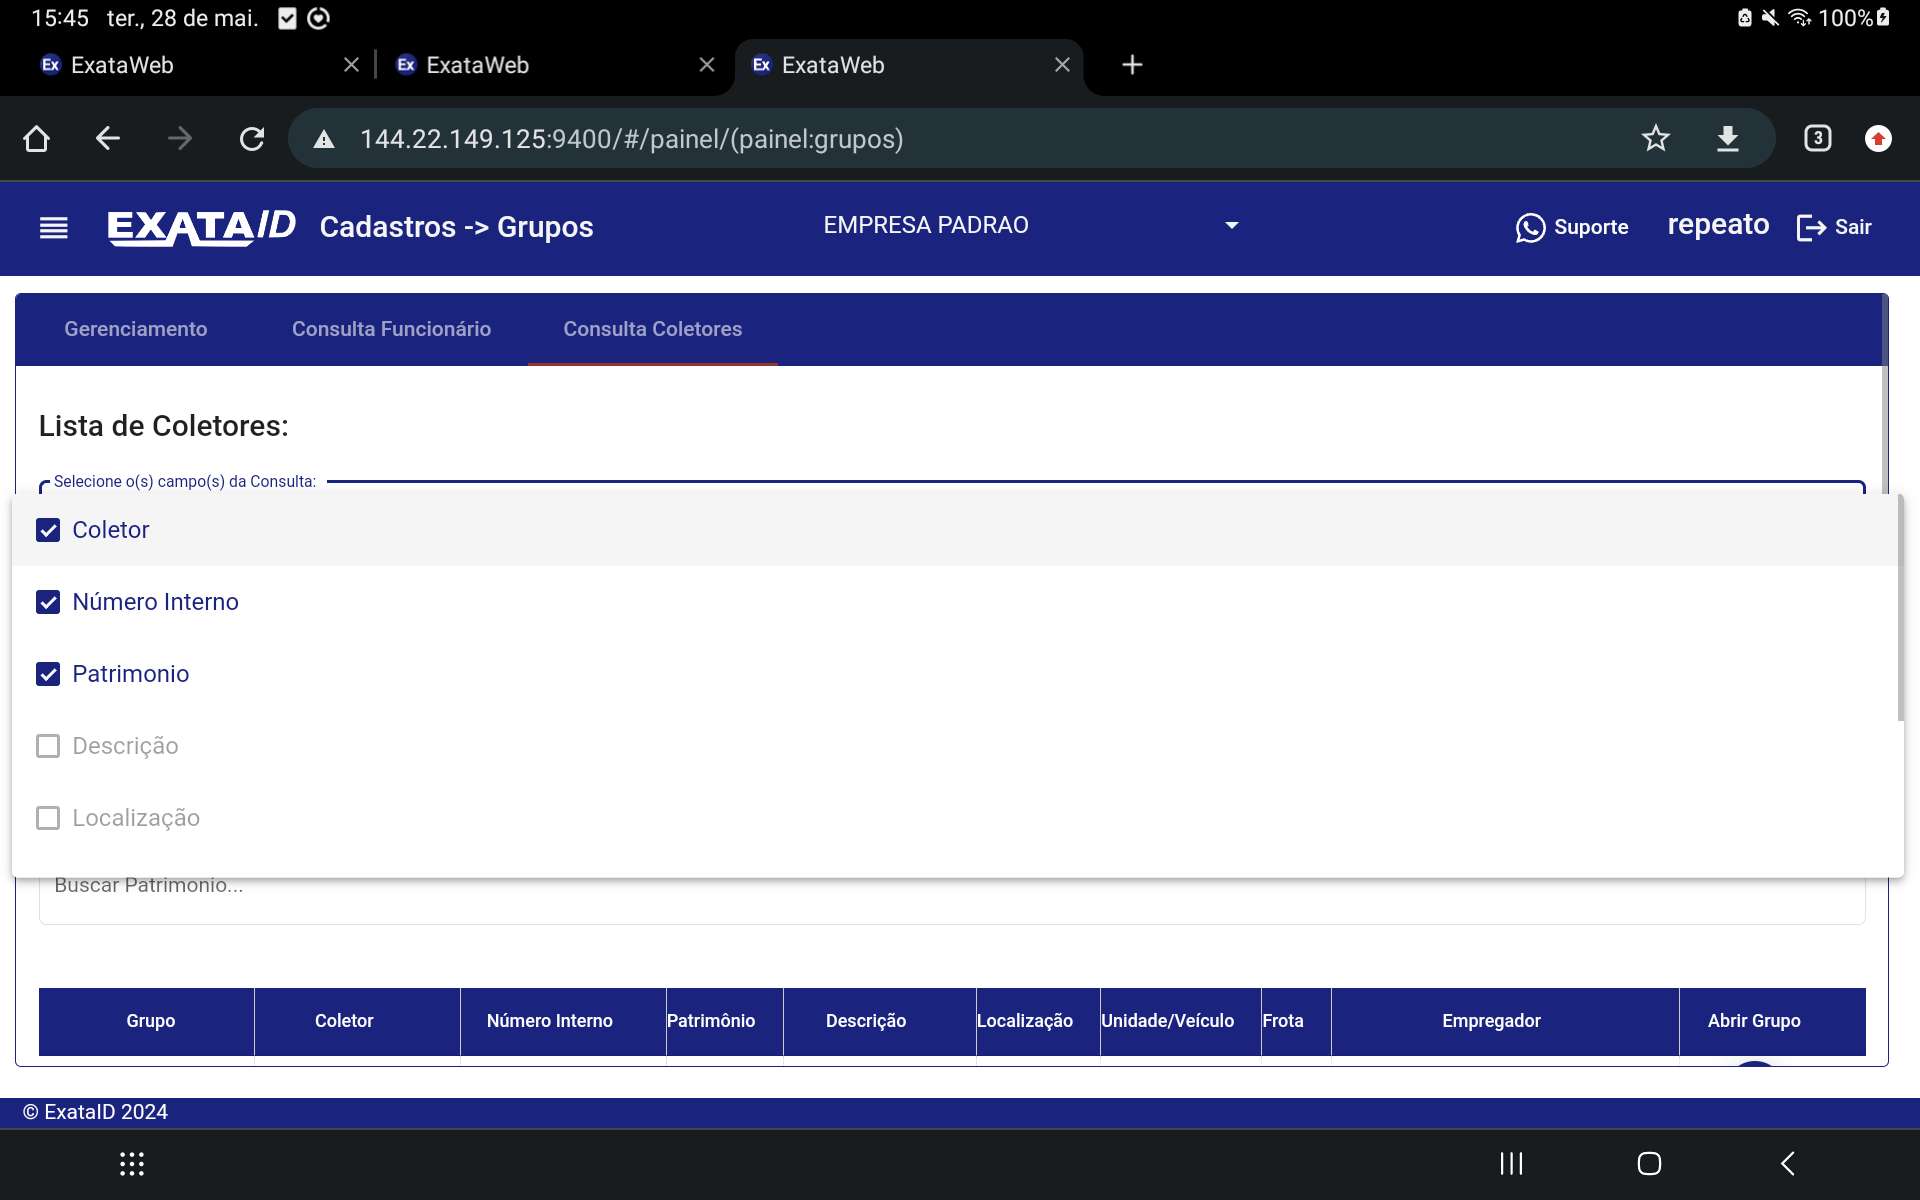 15:45 ter., 28 de mai. 100%
Ex ExataWeb Ex ExataWeb Ex ExataWeb
144.22.149.125:9400/#/painel/(painel:grupos) 3
EXATAID Cadastros -> Grupos EMPRESA PADRAO Suporte repeato Sair
Gerenciamento Consulta Funcionário Consulta Coletores
Lista de Coletores:
Selecione o(s) campo(s) da Consulta:
Coletor
Número Interno
Patrimonio
Descrição
Localização
Buscar Patrimonio...
Grupo Coletor Número Interno Patrimônio Descrição Localização Unidade/Veículo Frota Empregador Abrir Grupo
© ExataID 2024